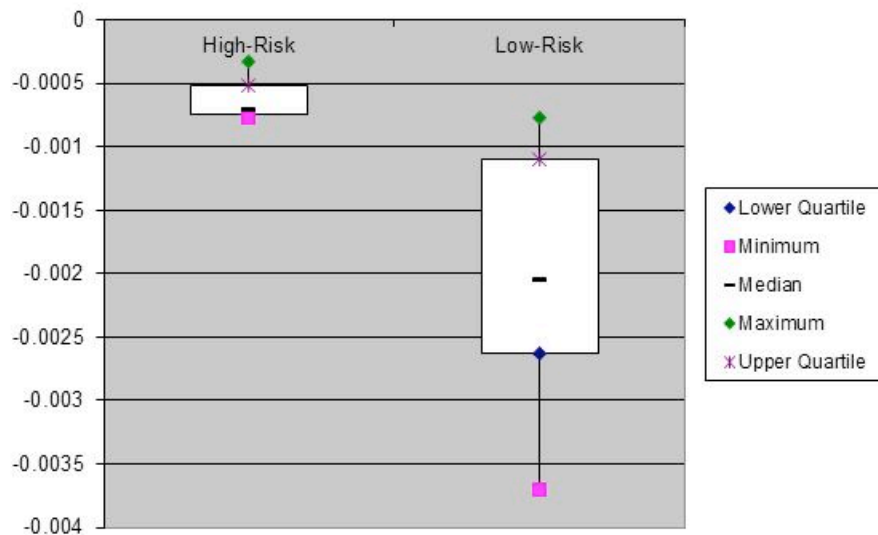 0
High-Risk
Low-Risk
-0.0005
-0.001
-0.0015
-0.002
-0.0025
-0.003
-0.0035
-0.004
Lower Quartile
Minimum
Median
Maximum
Upper Quartile